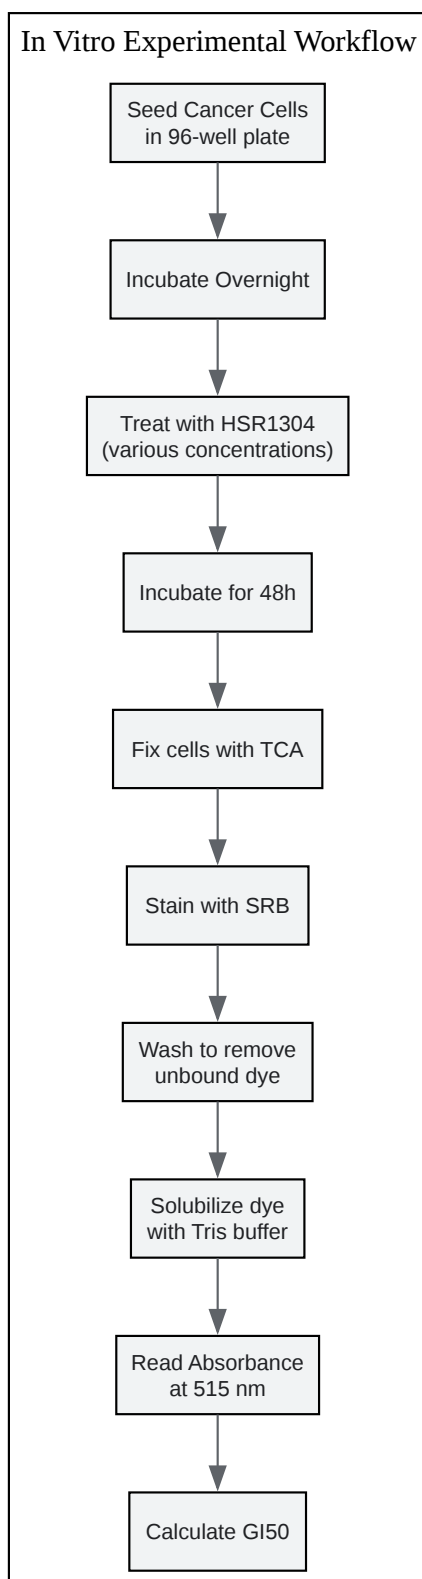 In Vitro Experimental Workflow
Seed Cancer Cells
in 96-well plate
Incubate Overnight
Treat with HSR1304
(various concentrations)
Incubate for 48h
Fix cells with TCA
Stain with SRB
Wash to remove
unbound dye
Solubilize dye
with Tris buffer
Read Absorbance
at 515 nm
Calculate GI50